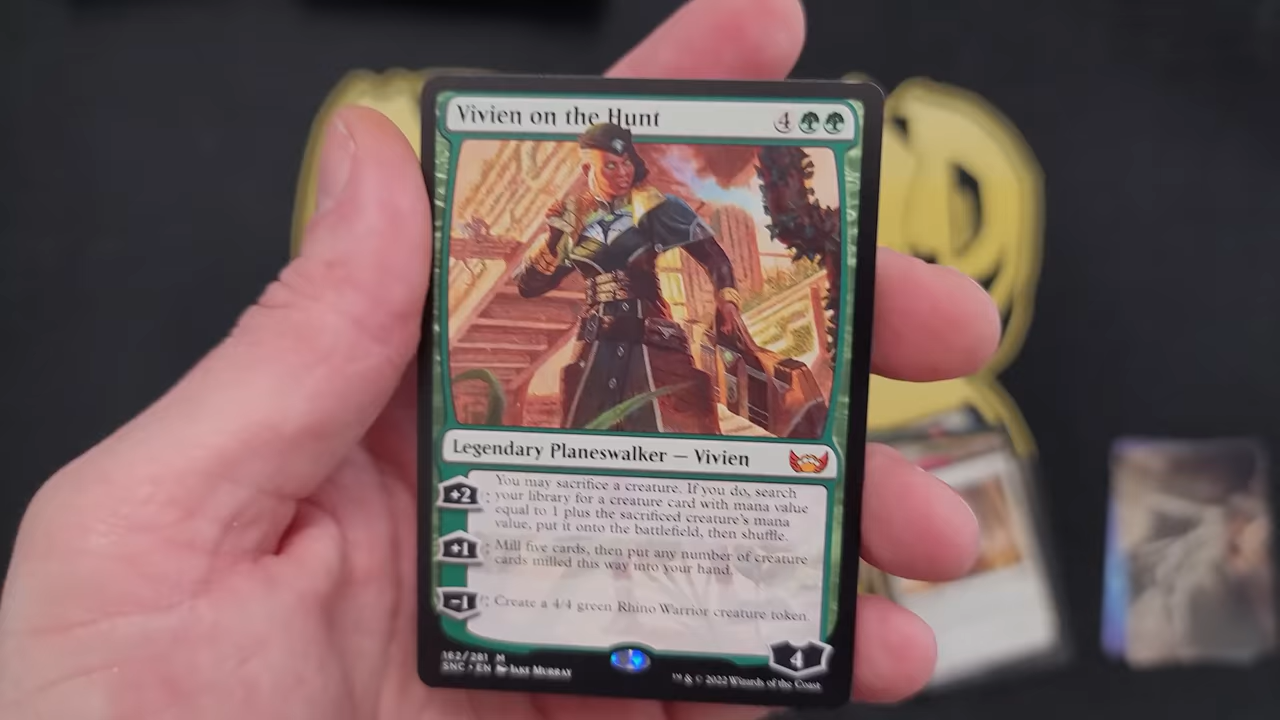 Vivien on the Hunt 4
Legendary Planeswalker — Vivien
+2: You may sacrifice a creature. If you do, search
your library for a creature card with mana value
equal to 1 plus the sacrificed creature's mana
value, put it onto the battlefield, then shuffle.
+1: Mill five cards, then put any number of creature
cards milled this way into your hand.
−1: Create a 4/4 green Rhino Warrior creature token.
4
162/281 M
SNC • EN Jake Murray
™ & © 2022 Wizards of the Coast